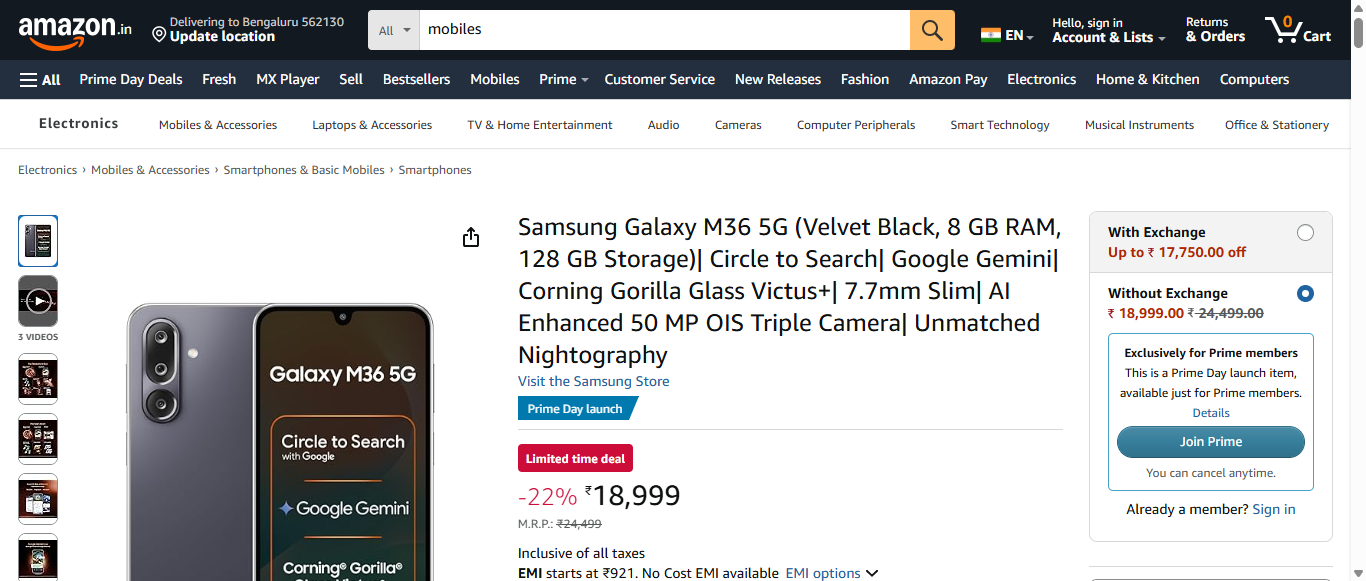 amazon.in
Delivering to Bengaluru 562130
Update location
All
mobiles
EN
Hello, sign in
Account & Lists
Returns
& Orders
0
Cart
All Prime Day Deals Fresh MX Player Sell Bestsellers Mobiles Prime Customer Service New Releases Fashion Amazon Pay Electronics Home & Kitchen Computers
Electronics Mobiles & Accessories Laptops & Accessories TV & Home Entertainment Audio Cameras Computer Peripherals Smart Technology Musical Instruments Office & Stationery
Electronics › Mobiles & Accessories › Smartphones & Basic Mobiles › Smartphones
3 VIDEOS
Galaxy M36 5G
Circle to Search
with Google
Google Gemini
Corning® Gorilla®
Samsung Galaxy M36 5G (Velvet Black, 8 GB RAM,
128 GB Storage)| Circle to Search| Google Gemini|
Corning Gorilla Glass Victus+| 7.7mm Slim| AI
Enhanced 50 MP OIS Triple Camera| Unmatched
Nightography
Visit the Samsung Store
Prime Day launch
Limited time deal
-22% ₹18,999
M.R.P.: ₹24,499
Inclusive of all taxes
EMI starts at ₹921. No Cost EMI available EMI options
With Exchange
Up to ₹ 17,750.00 off
Without Exchange
₹ 18,999.00 ₹ 24,499.00
Exclusively for Prime members
This is a Prime Day launch item,
available just for Prime members.
Details
Join Prime
You can cancel anytime.
Already a member? Sign in